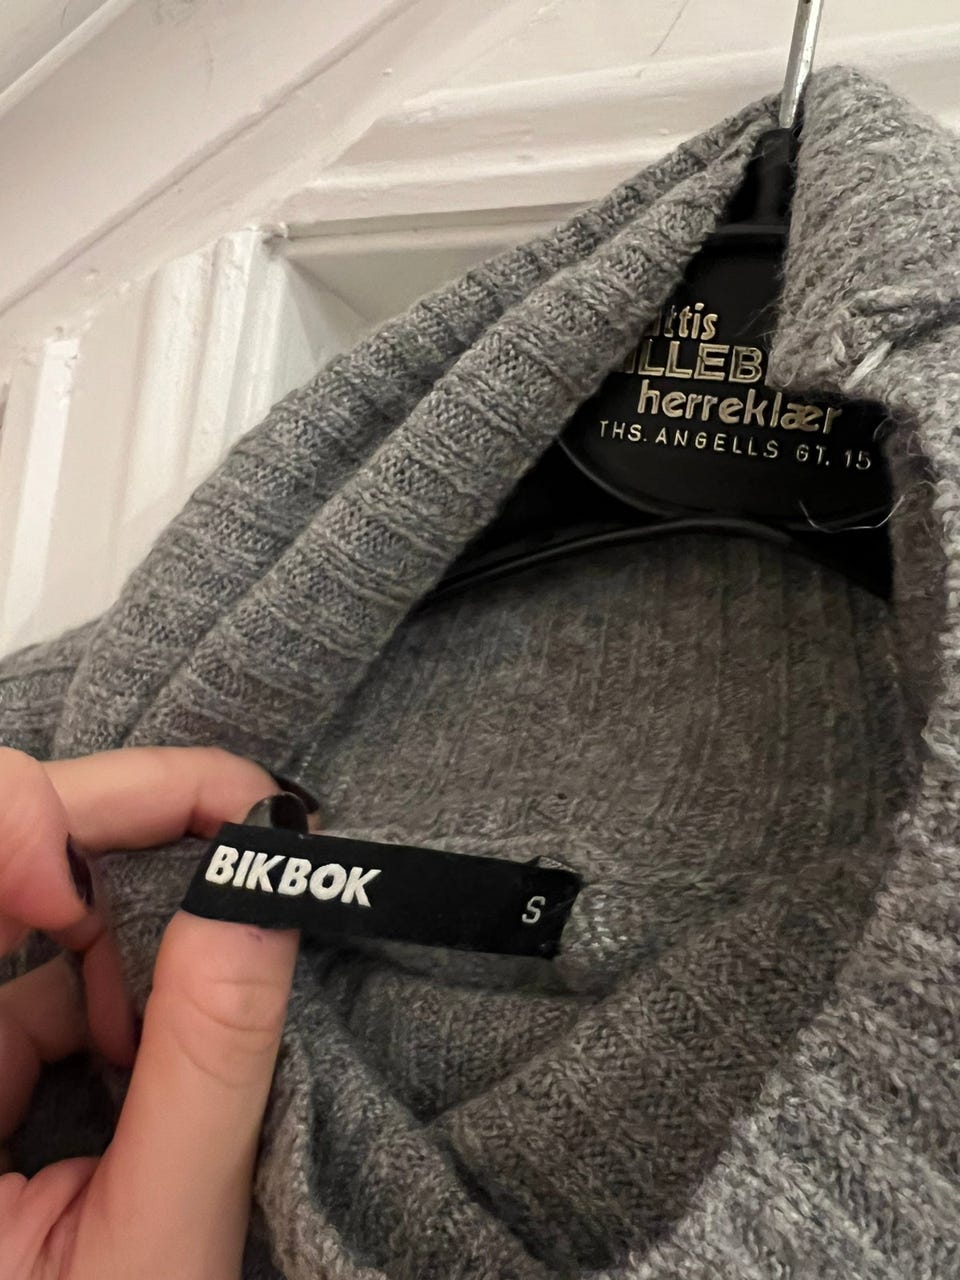 herreklær
THS. ANGELLS GT. 15
BIKBOK
S